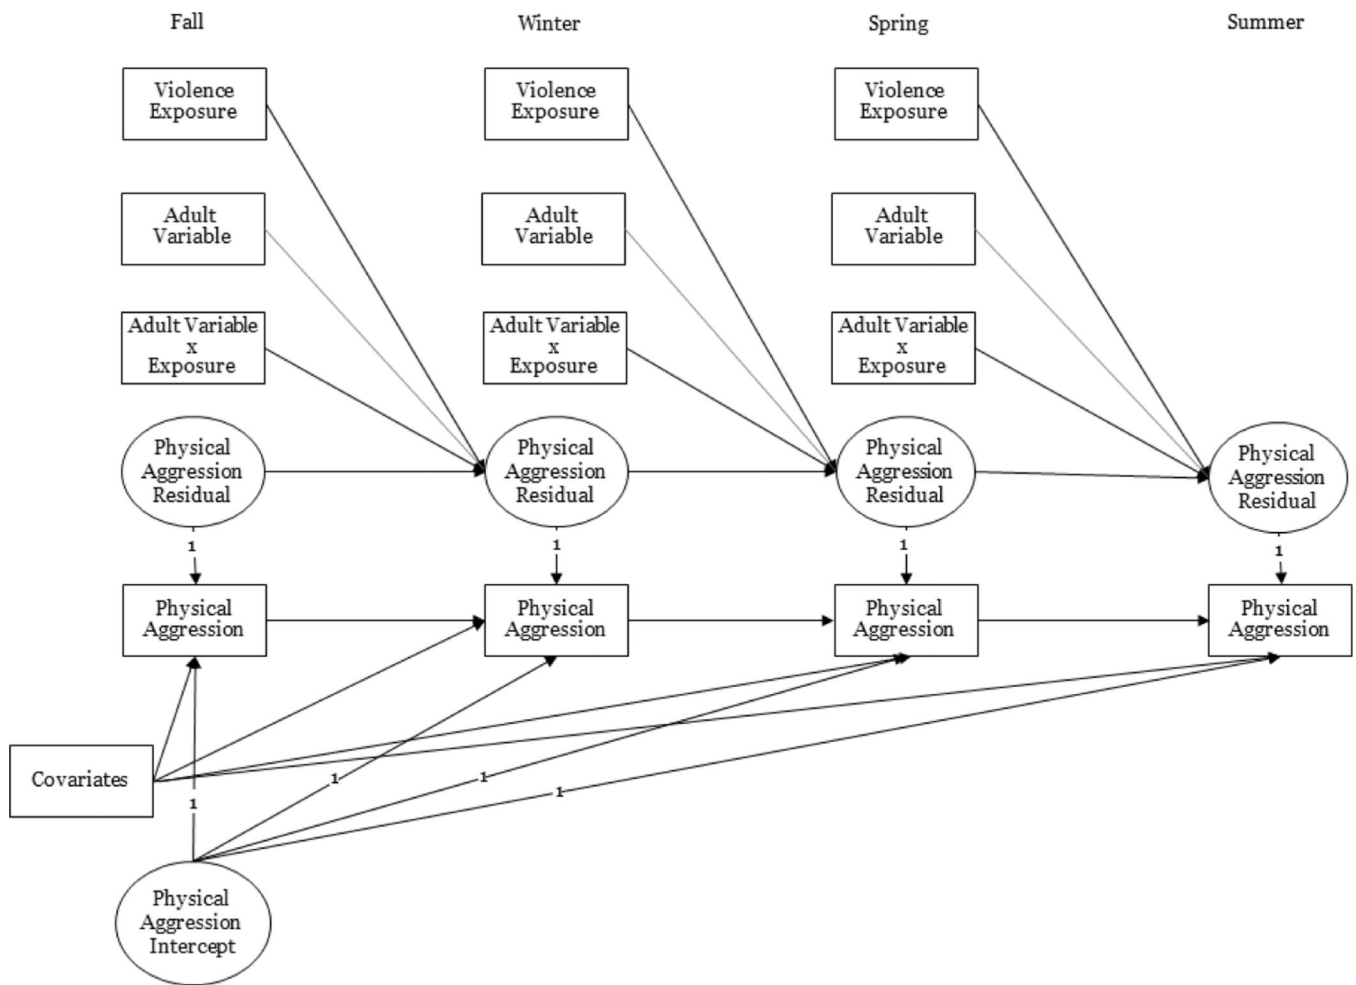 Fall
Winter
Spring
Summer
Violence
Exposure
Violence
Exposure
Violence
Exposure
Adult
Variable
Adult
Variable
Adult
Variable
Adult Variable
x
Exposure
Adult Variable
x
Exposure
Adult Variable
x
Exposure
Physical
Aggression
Residual
Physical
Aggression
Residual
Physical
Aggression
Residual
Physical
Aggression
Residual
1
1
1
1
Physical
Aggression
Physical
Aggression
Physical
Aggression
Physical
Aggression
Covariates
1
1
1
1
Physical
Aggression
Intercept